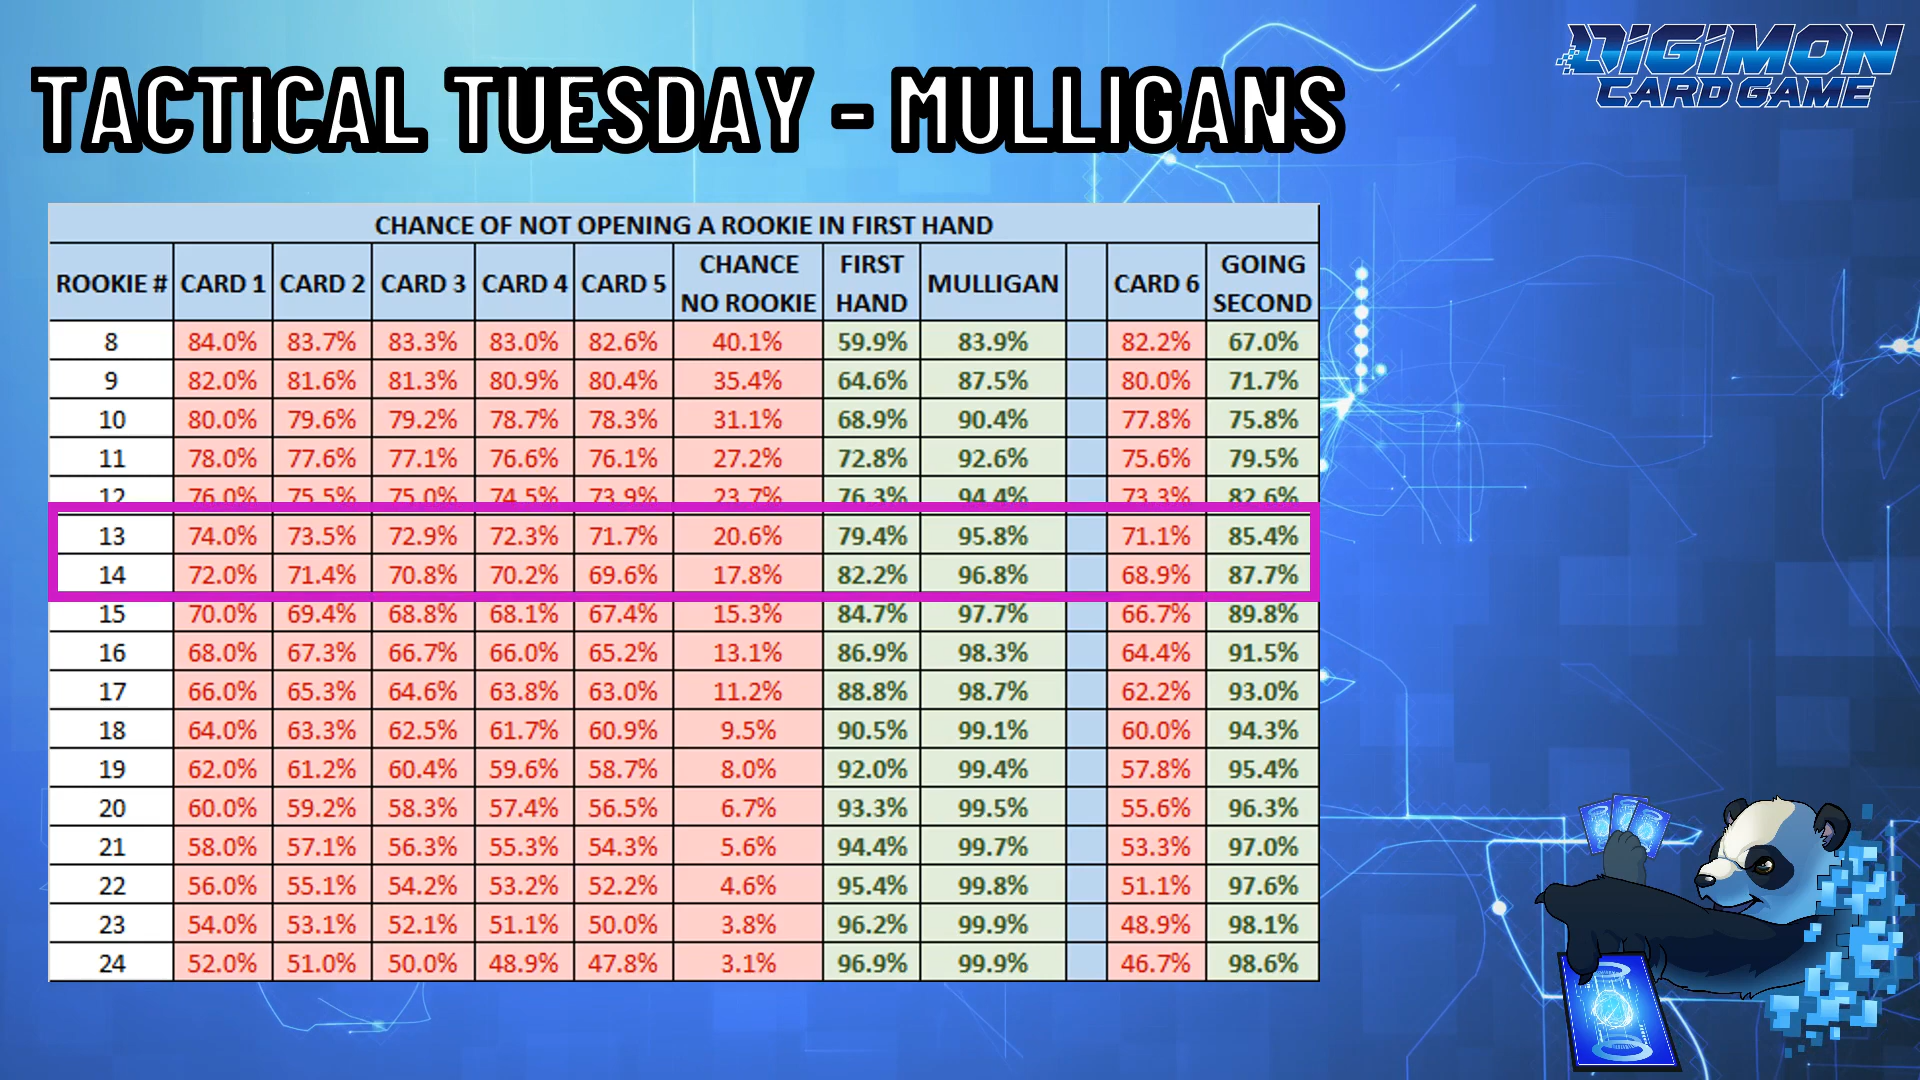 DIGIMON
CARD GAME
TACTICAL TUESDAY - MULLIGANS
CHANCE OF NOT OPENING A ROOKIE IN FIRST HAND
ROOKIE # CARD 1 CARD 2 CARD 3 CARD 4 CARD 5 CHANCE NO ROOKIE FIRST HAND MULLIGAN CARD 6 GOING SECOND
8 84.0% 83.7% 83.3% 83.0% 82.6% 40.1% 59.9% 83.9% 82.2% 67.0%
9 82.0% 81.6% 81.3% 80.9% 80.4% 35.4% 64.6% 87.5% 80.0% 71.7%
10 80.0% 79.6% 79.2% 78.7% 78.3% 31.1% 68.9% 90.4% 77.8% 75.8%
11 78.0% 77.6% 77.1% 76.6% 76.1% 27.2% 72.8% 92.6% 75.6% 79.5%
12 76.0% 75.5% 75.0% 74.5% 73.9% 23.7% 76.3% 94.4% 73.3% 82.6%
13 74.0% 73.5% 72.9% 72.3% 71.7% 20.6% 79.4% 95.8% 71.1% 85.4%
14 72.0% 71.4% 70.8% 70.2% 69.6% 17.8% 82.2% 96.8% 68.9% 87.7%
15 70.0% 69.4% 68.8% 68.1% 67.4% 15.3% 84.7% 97.7% 66.7% 89.8%
16 68.0% 67.3% 66.7% 66.0% 65.2% 13.1% 86.9% 98.3% 64.4% 91.5%
17 66.0% 65.3% 64.6% 63.8% 63.0% 11.2% 88.8% 98.7% 62.2% 93.0%
18 64.0% 63.3% 62.5% 61.7% 60.9% 9.5% 90.5% 99.1% 60.0% 94.3%
19 62.0% 61.2% 60.4% 59.6% 58.7% 8.0% 92.0% 99.4% 57.8% 95.4%
20 60.0% 59.2% 58.3% 57.4% 56.5% 6.7% 93.3% 99.5% 55.6% 96.3%
21 58.0% 57.1% 56.3% 55.3% 54.3% 5.6% 94.4% 99.7% 53.3% 97.0%
22 56.0% 55.1% 54.2% 53.2% 52.2% 4.6% 95.4% 99.8% 51.1% 97.6%
23 54.0% 53.1% 52.1% 51.1% 50.0% 3.8% 96.2% 99.9% 48.9% 98.1%
24 52.0% 51.0% 50.0% 48.9% 47.8% 3.1% 96.9% 99.9% 46.7% 98.6%